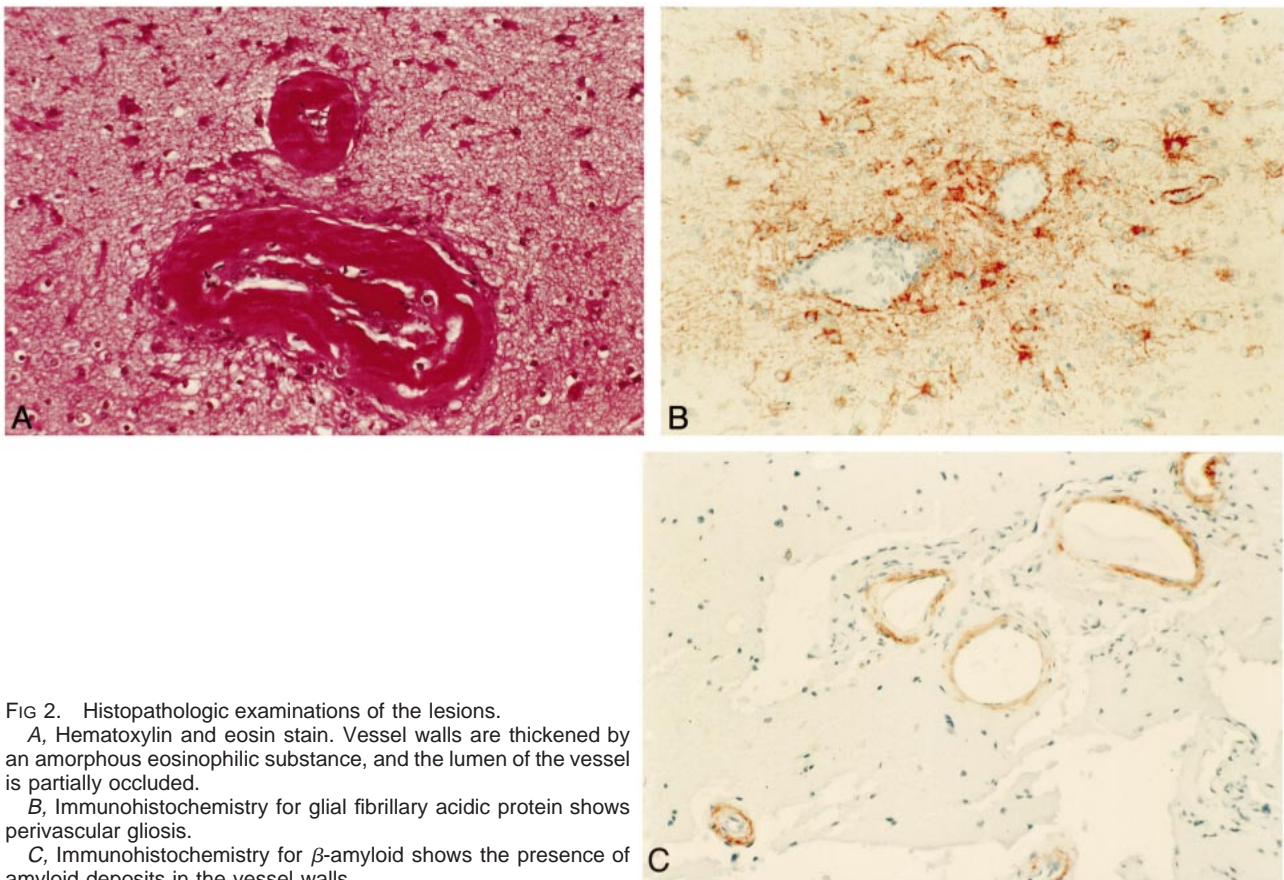 A
B
C
FIG 2. Histopathologic examinations of the lesions.
A, Hematoxylin and eosin stain. Vessel walls are thickened by
an amorphous eosinophilic substance, and the lumen of the vessel
is partially occluded.
B, Immunohistochemistry for glial fibrillary acidic protein shows
perivascular gliosis.
C, Immunohistochemistry for β-amyloid shows the presence of
amyloid deposits in the vessel walls.